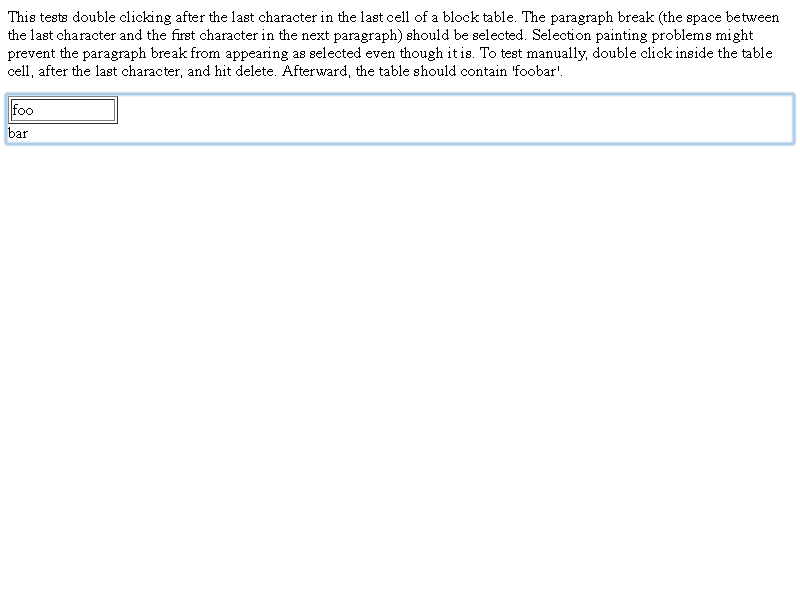 This tests double clicking after the last character in the last cell of a block table. The paragraph break (the space between
the last character and the first character in the next paragraph) should be selected. Selection painting problems might
prevent the paragraph break from appearing as selected even though it is. To test manually, double click inside the table
cell, after the last character, and hit delete. Afterward, the table should contain 'foobar'.
foo
bar